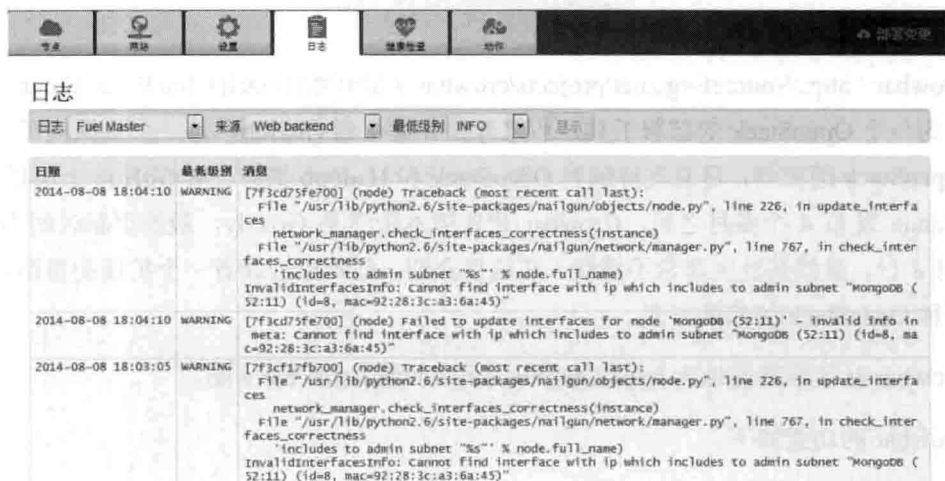 节点 网络 设置 日志 健康检查 动作 部署变更
日志
日志 Fuel Master 来源 Web backend 最低级别 INFO 显示
日期 最低级别 消息
2014-08-08 18:04:10 WARNING [7f3cd75fe700] (node) Traceback (most recent call last):
File "/usr/lib/python2.6/site-packages/nailgun/objects/node.py", line 226, in update_interfa
ces
network_manager.check_interfaces_correctness(instance)
File "/usr/lib/python2.6/site-packages/nailgun/network/manager.py", line 767, in check_inter
faces_correctness
'includes to admin subnet "%s"' % node.full_name)
InvalidInterfacesInfo: Cannot find interface with ip which includes to admin subnet "MongoDB (
52:11) (id=8, mac=92:28:3c:a3:6a:45)"
2014-08-08 18:04:10 WARNING [7f3cd75fe700] (node) Failed to update interfaces for node 'MongoDB (52:11)' - invalid info in
meta: Cannot find interface with ip which includes to admin subnet "MongoDB (52:11) (id=8, ma
c=92:28:3c:a3:6a:45)"
2014-08-08 18:03:05 WARNING [7f3cf17fb700] (node) Traceback (most recent call last):
File "/usr/lib/python2.6/site-packages/nailgun/objects/node.py", line 226, in update_interfa
ces
network_manager.check_interfaces_correctness(instance)
File "/usr/lib/python2.6/site-packages/nailgun/network/manager.py", line 767, in check_inter
faces_correctness
'includes to admin subnet "%s"' % node.full_name)
InvalidInterfacesInfo: Cannot find interface with ip which includes to admin subnet "MongoDB (
52:11) (id=8, mac=92:28:3c:a3:6a:45)"